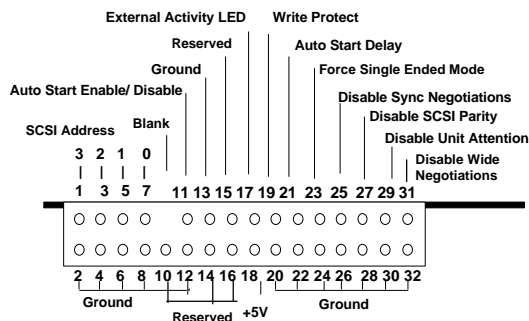 External Activity LED
Write Protect
Reserved
Auto Start Delay
Ground
Force Single Ended Mode
Auto Start Enable/ Disable
Disable Sync Negotiations
SCSI Address
Blank
Disable SCSI Parity
Disable Unit Attention
3 2 1 0
Disable Wide
Negotiations
1 3 5 7 11 13 15 17 19 21 23 25 27 29 31
2 4 6 8 10 12 14 16 18 20 22 24 26 28 30 32
Ground
Reserved
+5V
Ground